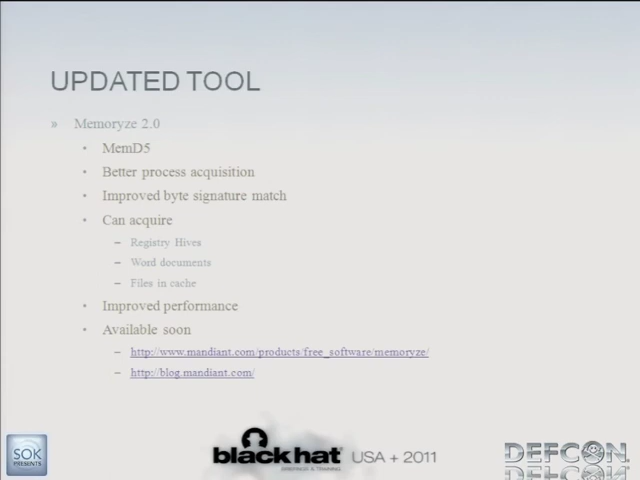 UPDATED TOOL
» Memoryze 2.0
• MemD5
• Better process acquisition
• Improved byte signature match
• Can acquire
– Registry Hives
– Word documents
– Files in cache
• Improved performance
• Available soon
– http://www.mandiant.com/products/free_software/memoryze/
– http://blog.mandiant.com/
SOK
PRESENTS
black hat USA + 2011
BRIEFINGS & TRAINING
DEFCON